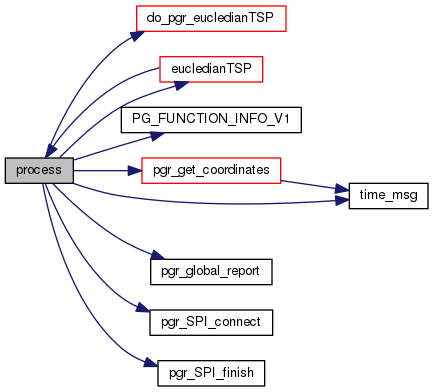 do_pgr_eucledianTSP
eucledianTSP
PG_FUNCTION_INFO_V1
process
pgr_get_coordinates
time_msg
pgr_global_report
pgr_SPI_connect
pgr_SPI_finish